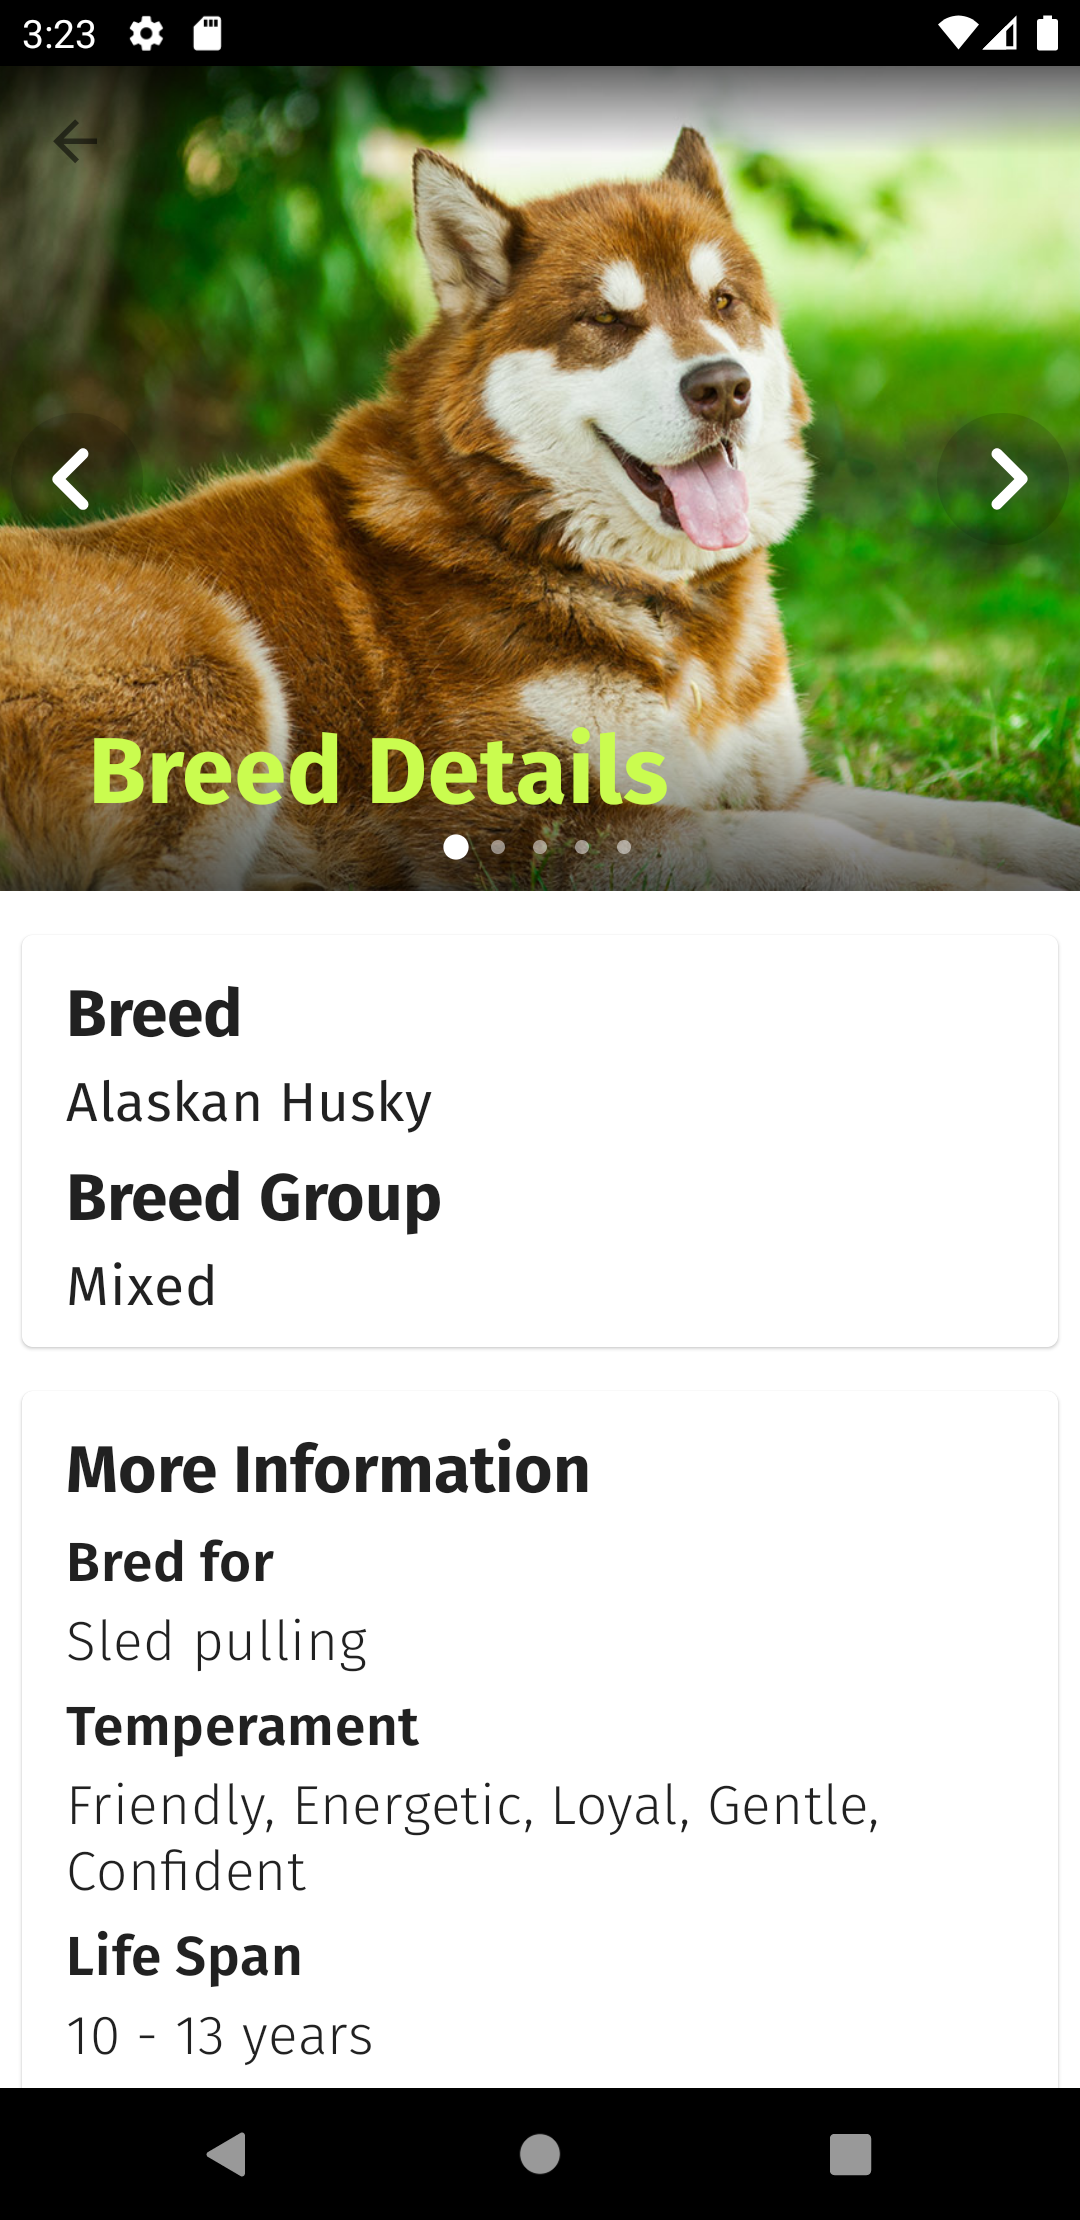 3:23
Breed Details
Breed
Alaskan Husky
Breed Group
Mixed
More Information
Bred for
Sled pulling
Temperament
Friendly, Energetic, Loyal, Gentle,
Confident
Life Span
10 - 13 years